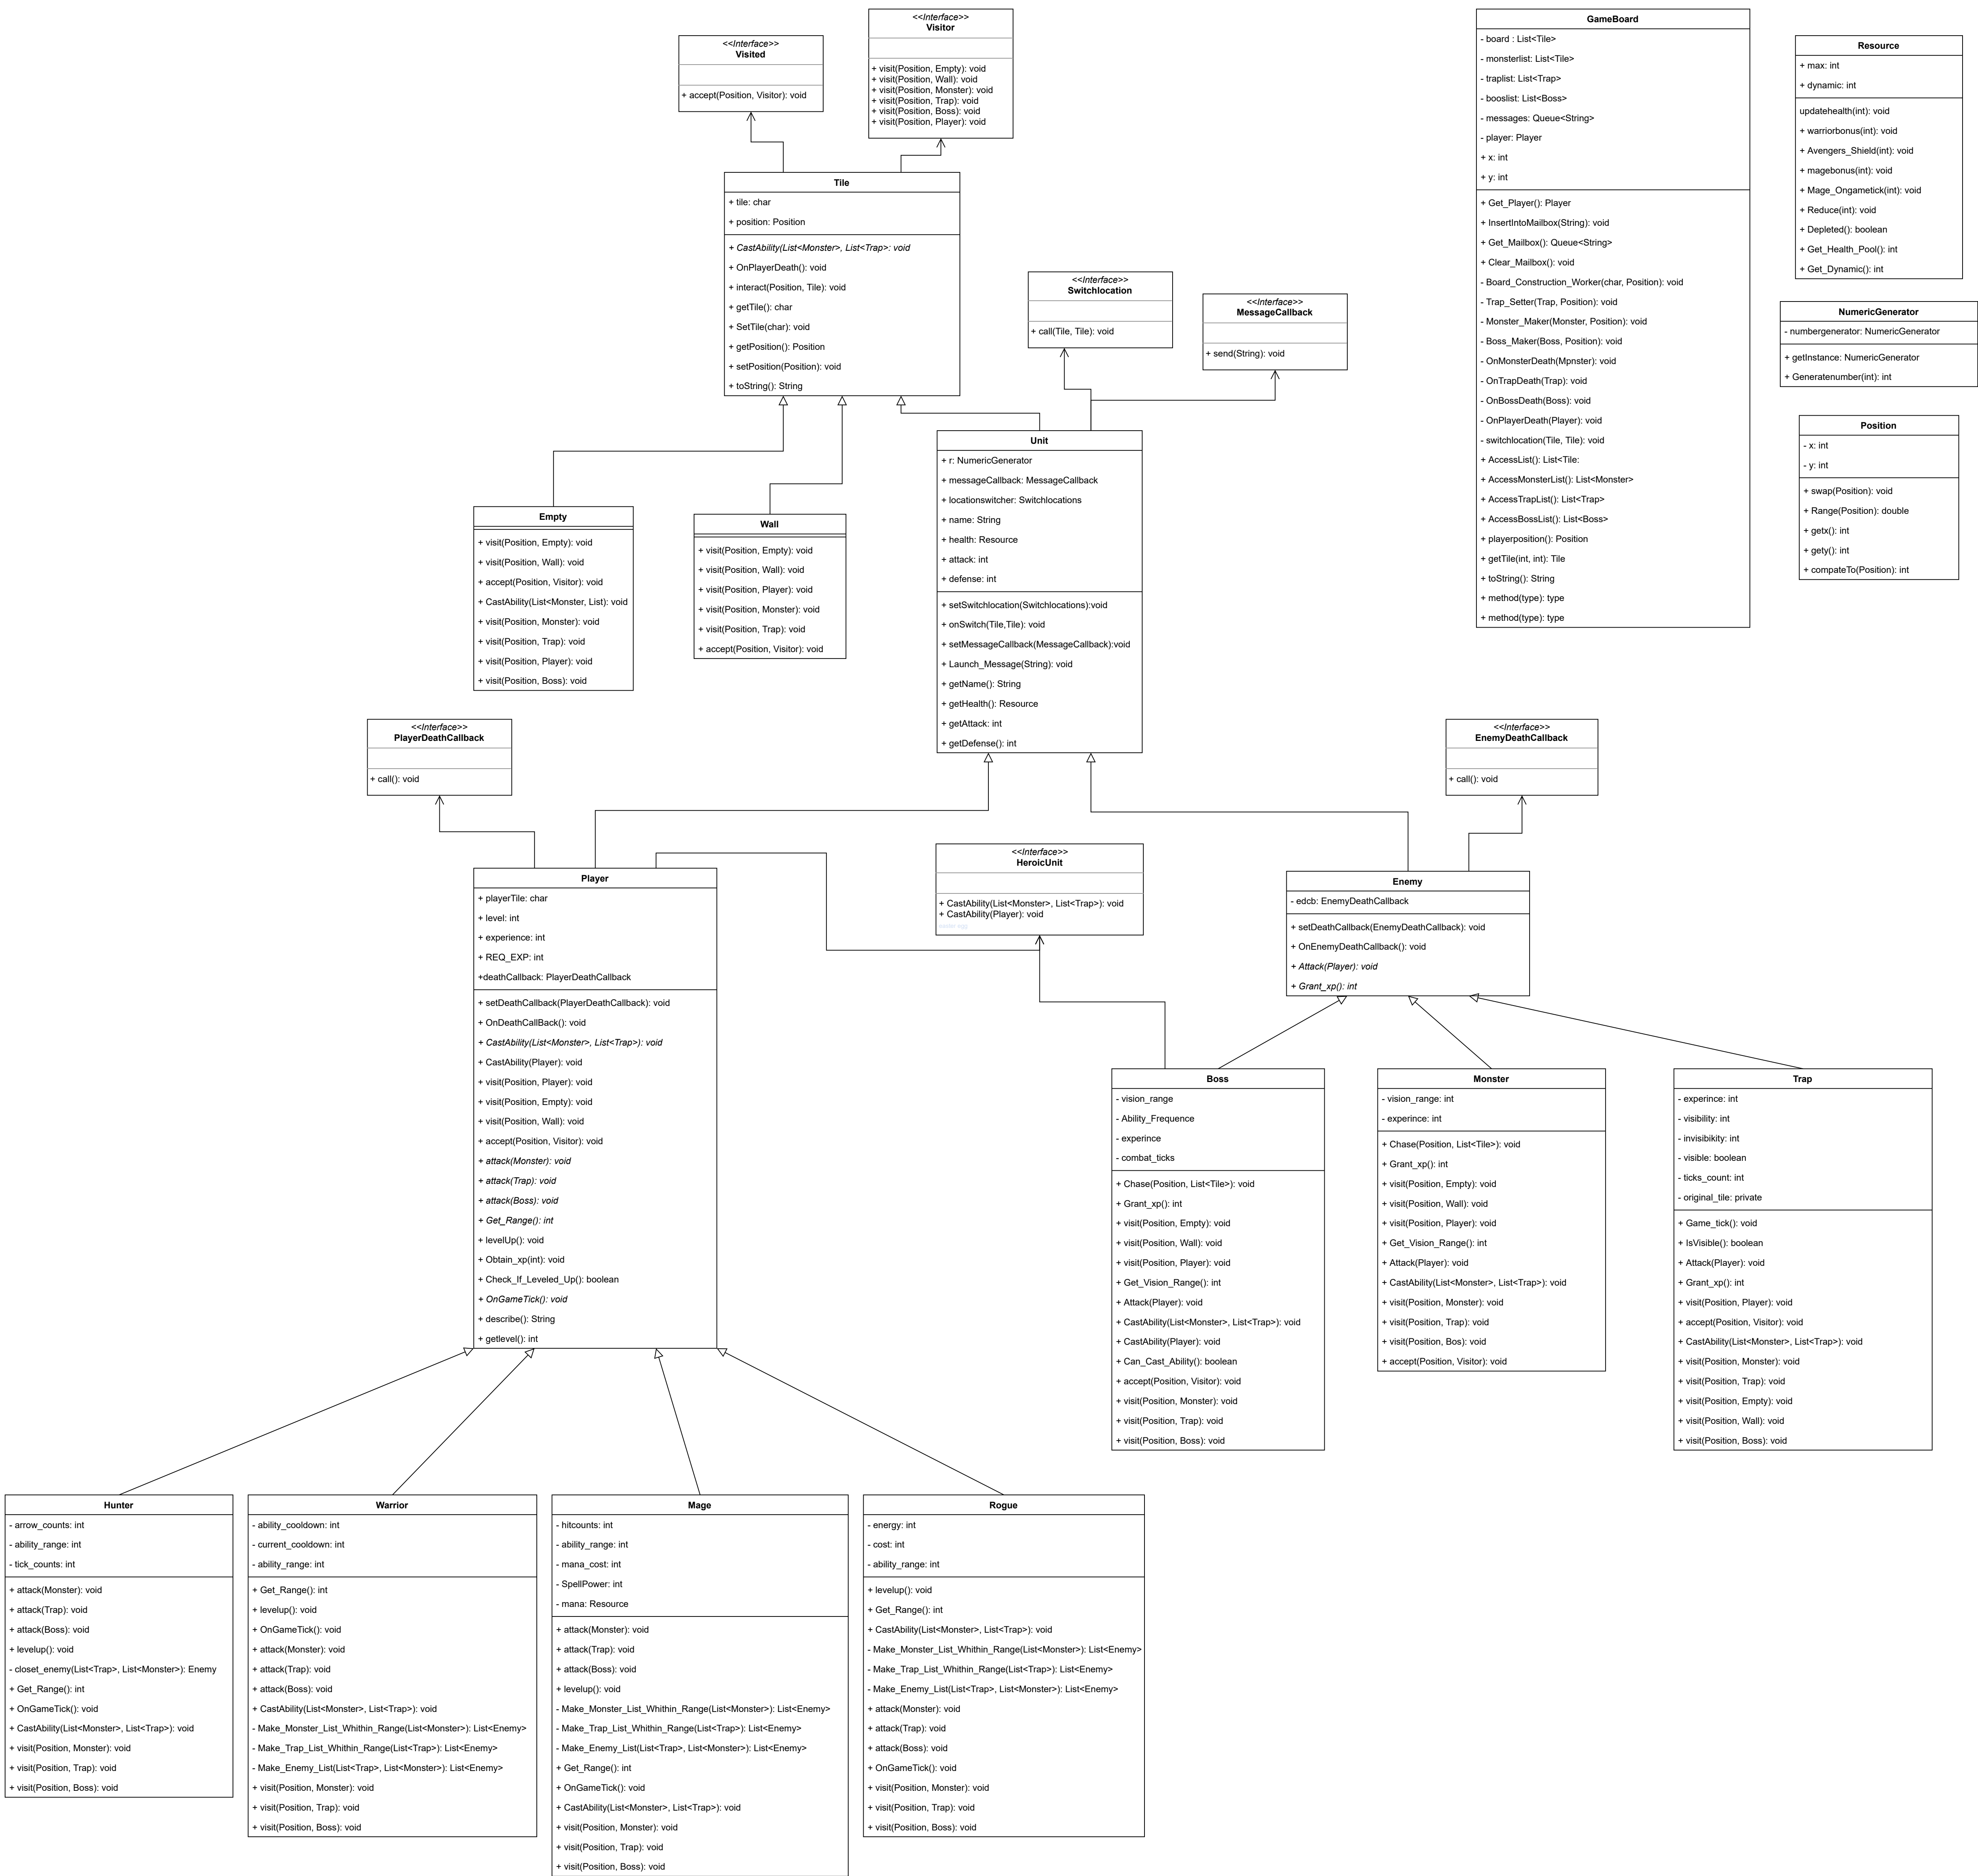 <<Interface>>
Visited
+ accept(Position, Visitor): void
<<Interface>>
Visitor
+ visit(Position, Empty): void
+ visit(Position, Wall): void
+ visit(Position, Monster): void
+ visit(Position, Trap): void
+ visit(Position, Boss): void
+ visit(Position, Player): void
GameBoard
- board : List<Tile>
- monsterlist: List<Tile>
- traplist: List<Trap>
- booslist: List<Boss>
- messages: Queue<String>
- player: Player
+ x: int
+ y: int
+ Get_Player(): Player
+ InsertIntoMailbox(String): void
+ Get_Mailbox(): Queue<String>
+ Clear_Mailbox(): void
- Board_Construction_Worker(char, Position): void
- Trap_Setter(Trap, Position): void
- Monster_Maker(Monster, Position): void
- Boss_Maker(Boss, Position): void
- OnMonsterDeath(Mpnster): void
- OnTrapDeath(Trap): void
- OnBossDeath(Boss): void
- OnPlayerDeath(Player): void
- switchlocation(Tile, Tile): void
+ AccessList(): List<Tile:
+ AccessMonsterList(): List<Monster>
+ AccessTrapList(): List<Trap>
+ AccessBossList(): List<Boss>
+ playerposition(): Position
+ getTile(int, int): Tile
+ toString(): String
+ method(type): type
+ method(type): type
Resource
+ max: int
+ dynamic: int
updatehealth(int): void
+ warriorbonus(int): void
+ Avengers_Shield(int): void
+ magebonus(int): void
+ Mage_Ongametick(int): void
+ Reduce(int): void
+ Depleted(): boolean
+ Get_Health_Pool(): int
+ Get_Dynamic(): int
NumericGenerator
- numbergenerator: NumericGenerator
+ getInstance: NumericGenerator
+ Generatenumber(int): int
Position
- x: int
- y: int
+ swap(Position): void
+ Range(Position): double
+ getx(): int
+ gety(): int
+ compateTo(Position): int
Tile
+ tile: char
+ position: Position
+ CastAbility(List<Monster>, List<Trap>: void
+ OnPlayerDeath(): void
+ interact(Position, Tile): void
+ getTile(): char
+ SetTile(char): void
+ getPosition(): Position
+ setPosition(Position): void
+ toString(): String
<<Interface>>
Switchlocation
+ call(Tile, Tile): void
<<Interface>>
MessageCallback
+ send(String): void
Unit
+ r: NumericGenerator
+ messageCallback: MessageCallback
+ locationswitcher: Switchlocations
+ name: String
+ health: Resource
+ attack: int
+ defense: int
+ setSwitchlocation(Switchlocations):void
+ onSwitch(Tile,Tile): void
+ setMessageCallback(MessageCallback):void
+ Launch_Message(String): void
+ getName(): String
+ getHealth(): Resource
+ getAttack: int
+ getDefense(): int
Empty
+ visit(Position, Empty): void
+ visit(Position, Wall): void
+ accept(Position, Visitor): void
+ CastAbility(List<Monster, List): void
+ visit(Position, Monster): void
+ visit(Position, Trap): void
+ visit(Position, Player): void
+ visit(Position, Boss): void
Wall
+ visit(Position, Empty): void
+ visit(Position, Wall): void
+ visit(Position, Player): void
+ visit(Position, Monster): void
+ visit(Position, Trap): void
+ accept(Position, Visitor): void
<<Interface>>
PlayerDeathCallback
+ call(): void
<<Interface>>
EnemyDeathCallback
+ call(): void
<<Interface>>
HeroicUnit
+ CastAbility(List<Monster>, List<Trap>): void
+ CastAbility(Player): void
Player
+ playerTile: char
+ level: int
+ experience: int
+ REQ_EXP: int
+deathCallback: PlayerDeathCallback
+ setDeathCallback(PlayerDeathCallback): void
+ OnDeathCallBack(): void
+ CastAbility(List<Monster>, List<Trap>): void
+ CastAbility(Player): void
+ visit(Position, Player): void
+ visit(Position, Empty): void
+ visit(Position, Wall): void
+ accept(Position, Visitor): void
+ attack(Monster): void
+ attack(Trap): void
+ attack(Boss): void
+ Get_Range(): int
+ levelUp(): void
+ Obtain_xp(int): void
+ Check_If_Leveled_Up(): boolean
+ OnGameTick(): void
+ describe(): String
+ getlevel(): int
Enemy
- edcb: EnemyDeathCallback
+ setDeathCallback(EnemyDeathCallback): void
+ OnEnemyDeathCallback(): void
+ Attack(Player): void
+ Grant_xp(): int
Boss
- vision_range
- Ability_Frequence
- experince
- combat_ticks
+ Chase(Position, List<Tile>): void
+ Grant_xp(): int
+ visit(Position, Empty): void
+ visit(Position, Wall): void
+ visit(Position, Player): void
+ Get_Vision_Range(): int
+ Attack(Player): void
+ CastAbility(List<Monster>, List<Trap>): void
+ CastAbility(Player): void
+ Can_Cast_Ability(): boolean
+ accept(Position, Visitor): void
+ visit(Position, Monster): void
+ visit(Position, Trap): void
+ visit(Position, Boss): void
Monster
- vision_range: int
- experince: int
+ Chase(Position, List<Tile>): void
+ Grant_xp(): int
+ visit(Position, Empty): void
+ visit(Position, Wall): void
+ visit(Position, Player): void
+ Get_Vision_Range(): int
+ Attack(Player): void
+ CastAbility(List<Monster>, List<Trap>): void
+ visit(Position, Monster): void
+ visit(Position, Trap): void
+ visit(Position, Bos): void
+ accept(Position, Visitor): void
Trap
- experince: int
- visibility: int
- invisibikity: int
- visible: boolean
- ticks_count: int
- original_tile: private
+ Game_tick(): void
+ IsVisible(): boolean
+ Attack(Player): void
+ Grant_xp(): int
+ visit(Position, Player): void
+ accept(Position, Visitor): void
+ CastAbility(List<Monster>, List<Trap>): void
+ visit(Position, Monster): void
+ visit(Position, Trap): void
+ visit(Position, Empty): void
+ visit(Position, Wall): void
+ visit(Position, Boss): void
Hunter
- arrow_counts: int
- ability_range: int
- tick_counts: int
+ attack(Monster): void
+ attack(Trap): void
+ attack(Boss): void
+ levelup(): void
- closet_enemy(List<Trap>, List<Monster>): Enemy
+ Get_Range(): int
+ OnGameTick(): void
+ CastAbility(List<Monster>, List<Trap>): void
+ visit(Position, Monster): void
+ visit(Position, Trap): void
+ visit(Position, Boss): void
Warrior
- ability_cooldown: int
- current_cooldown: int
- ability_range: int
+ Get_Range(): int
+ levelup(): void
+ OnGameTick(): void
+ attack(Monster): void
+ attack(Trap): void
+ attack(Boss): void
+ CastAbility(List<Monster>, List<Trap>): void
- Make_Monster_List_Whithin_Range(List<Monster>): List<Enemy>
- Make_Trap_List_Whithin_Range(List<Trap>): List<Enemy>
- Make_Enemy_List(List<Trap>, List<Monster>): List<Enemy>
+ visit(Position, Monster): void
+ visit(Position, Trap): void
+ visit(Position, Boss): void
Mage
- hitcounts: int
- ability_range: int
- mana_cost: int
- SpellPower: int
- mana: Resource
+ attack(Monster): void
+ attack(Trap): void
+ attack(Boss): void
+ levelup(): void
- Make_Monster_List_Whithin_Range(List<Monster>): List<Enemy>
- Make_Trap_List_Whithin_Range(List<Trap>): List<Enemy>
- Make_Enemy_List(List<Trap>, List<Monster>): List<Enemy>
+ Get_Range(): int
+ OnGameTick(): void
+ CastAbility(List<Monster>, List<Trap>): void
+ visit(Position, Monster): void
+ visit(Position, Trap): void
+ visit(Position, Boss): void
Rogue
- energy: int
- cost: int
- ability_range: int
+ levelup(): void
+ Get_Range(): int
+ CastAbility(List<Monster>, List<Trap>): void
- Make_Monster_List_Whithin_Range(List<Monster>): List<Enemy>
- Make_Trap_List_Whithin_Range(List<Trap>): List<Enemy>
- Make_Enemy_List(List<Trap>, List<Monster>): List<Enemy>
+ attack(Monster): void
+ attack(Trap): void
+ attack(Boss): void
+ OnGameTick(): void
+ visit(Position, Monster): void
+ visit(Position, Trap): void
+ visit(Position, Boss): void